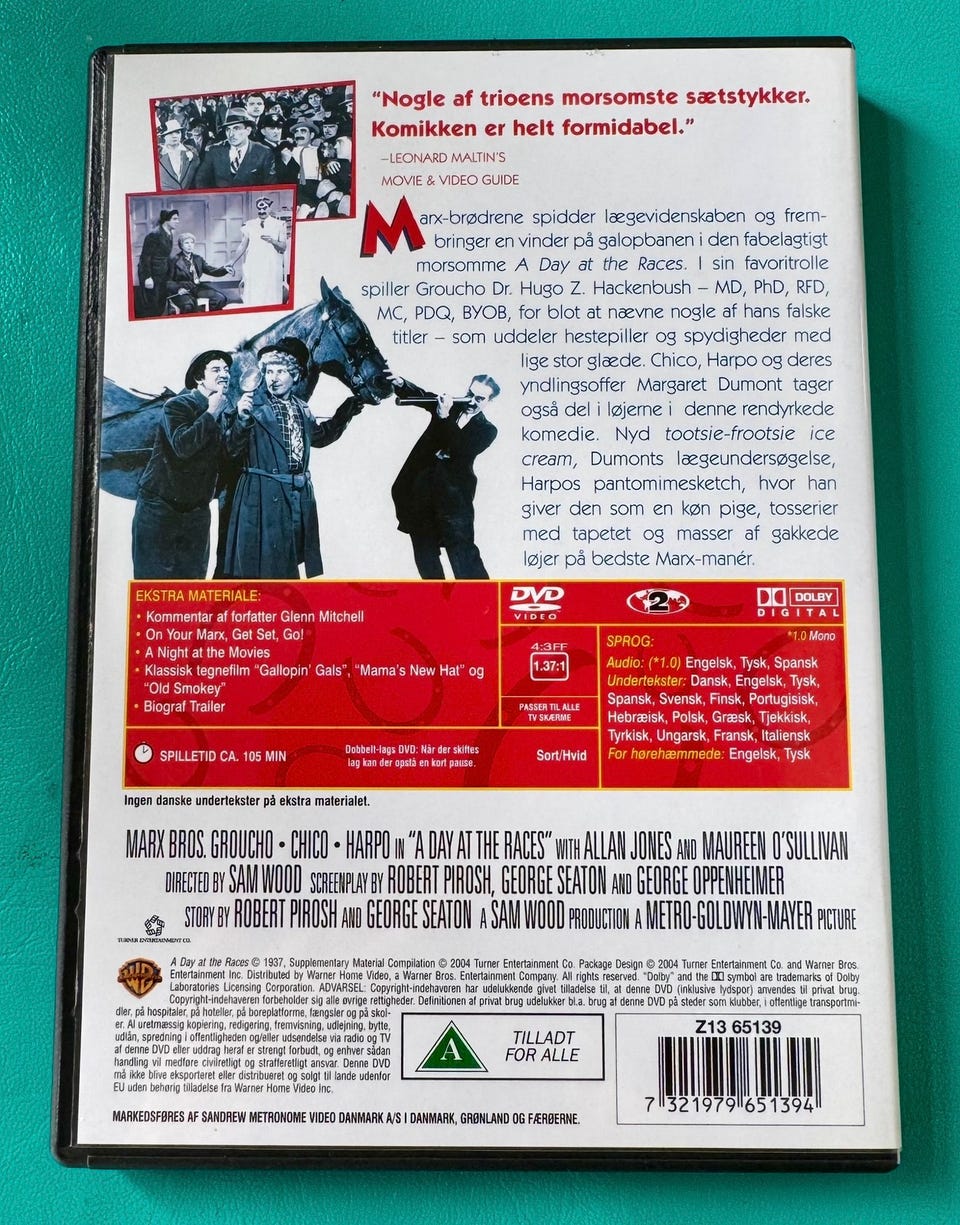 “Nogle af trioens morsomste sætstykker.
Komikken er helt formidabel.”
–LEONARD MALTIN'S
MOVIE & VIDEO GUIDE
Marx-brødrene spidder lægevidenskaben og frem-
bringer en vinder på galopbanen i den fabelagtigt
morsomme A Day at the Races. I sin favoritrolle
spiller Groucho Dr. Hugo Z. Hackenbush – MD, PhD, RFD,
MC, PDQ, BYOB, for blot at nævne nogle af hans falske
titler – som uddeler hestepiller og spydigheder med
lige stor glæde. Chico, Harpo og deres
yndlingsoffer Margaret Dumont tager
også del i løjerne i denne rendyrkede
komedie. Nyd tootsie-frootsie ice
cream, Dumonts lægeundersøgelse,
Harpos pantomimesketch, hvor han
giver den som en køn pige, tosserier
med tapetet og masser af gakkede
løjer på bedste Marx-manér.
EKSTRA MATERIALE:
• Kommentar af forfatter Glenn Mitchell
• On Your Marx, Get Set, Go!
• A Night at the Movies
• Klassisk tegnefilm “Gallopin' Gals”, “Mama's New Hat” og
“Old Smokey”
• Biograf Trailer
DVD
VIDEO
2
DOLBY
DIGITAL
4:3FF
1.37:1
PASSER TIL ALLE
TV SKÆRME
SPROG:
*1.0 Mono
Audio: (*1.0) Engelsk, Tysk, Spansk
Undertekster: Dansk, Engelsk, Tysk,
Spansk, Svensk, Finsk, Portugisisk,
Hebræisk, Polsk, Græsk, Tjekkisk,
Tyrkisk, Ungarsk, Fransk, Italiensk
For hørehæmmede: Engelsk, Tysk
SPILLETID CA. 105 MIN
Dobbelt-lags DVD: Når der skiftes
lag kan der opstå en kort pause.
Sort/Hvid
Ingen danske undertekster på ekstra materialet.
MARX BROS. GROUCHO • CHICO • HARPO IN “A DAY AT THE RACES” WITH ALLAN JONES AND MAUREEN O'SULLIVAN
DIRECTED BY SAM WOOD SCREENPLAY BY ROBERT PIROSH, GEORGE SEATON AND GEORGE OPPENHEIMER
STORY BY ROBERT PIROSH AND GEORGE SEATON A SAM WOOD PRODUCTION A METRO-GOLDWYN-MAYER PICTURE
TURNER ENTERTAINMENT CO.
A Day at the Races © 1937, Supplementary Material Compilation © 2004 Turner Entertainment Co. Package Design © 2004 Turner Entertainment Co. and Warner Bros.
Entertainment Inc. Distributed by Warner Home Video, a Warner Bros. Entertainment Company. All rights reserved. “Dolby” and the DD symbol are trademarks of Dolby
Laboratories Licensing Corporation. ADVARSEL: Copyright-indehaveren har udelukkende givet tilladelse til, at denne DVD (inklusive lydspor) anvendes til privat brug.
Copyright-indehaveren forbeholder sig alle øvrige rettigheder. Definitionen af privat brug udelukker bl.a. brug af denne DVD på steder som klubber, i offentlige transportmi-
dler, på hospitaler, på hoteller, på boreplatforme, fængsler og på skol-
er. Al uretmæssig kopiering, redigering, fremvisning, udlejning, bytte,
udlån, spredning i offentligheden og/eller udsendelse via radio og TV
af denne DVD eller uddrag heraf er strengt forbudt, og enhver sådan
handling vil medføre civilretligt og strafferetligt ansvar. Denne DVD
må ikke blive eksporteret eller distribueret og solgt til lande udenfor
EU uden behørig tilladelse fra Warner Home Video Inc.
A
TILLADT
FOR ALLE
Z13 65139
7 321979 651394
MARKEDSFØRES AF SANDREW METRONOME VIDEO DANMARK A/S I DANMARK, GRØNLAND OG FÆRØERNE.